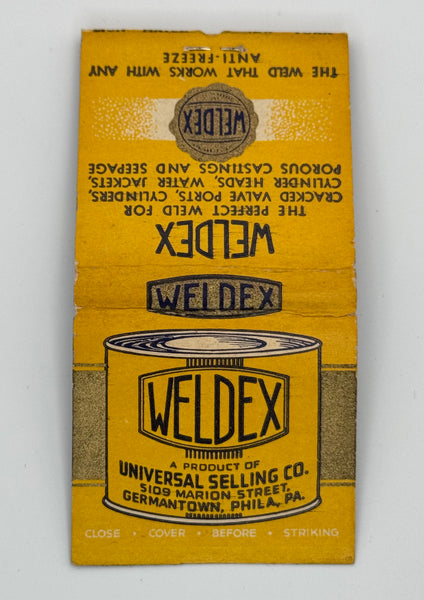 WELDEX
WELDEX
A PRODUCT OF
UNIVERSAL SELLING CO.
5109 MARION STREET,
GERMANTOWN, PHILA., PA.
CLOSE · COVER · BEFORE · STRIKING
WELDEX
THE PERFECT WELD FOR
CRACKED VALVE PORTS, CYLINDERS,
CYLINDER HEADS, WATER JACKETS,
POROUS CASTINGS AND SEEPAGE
WELDEX
THE WELD THAT WORKS WITH ANY
ANTI-FREEZE